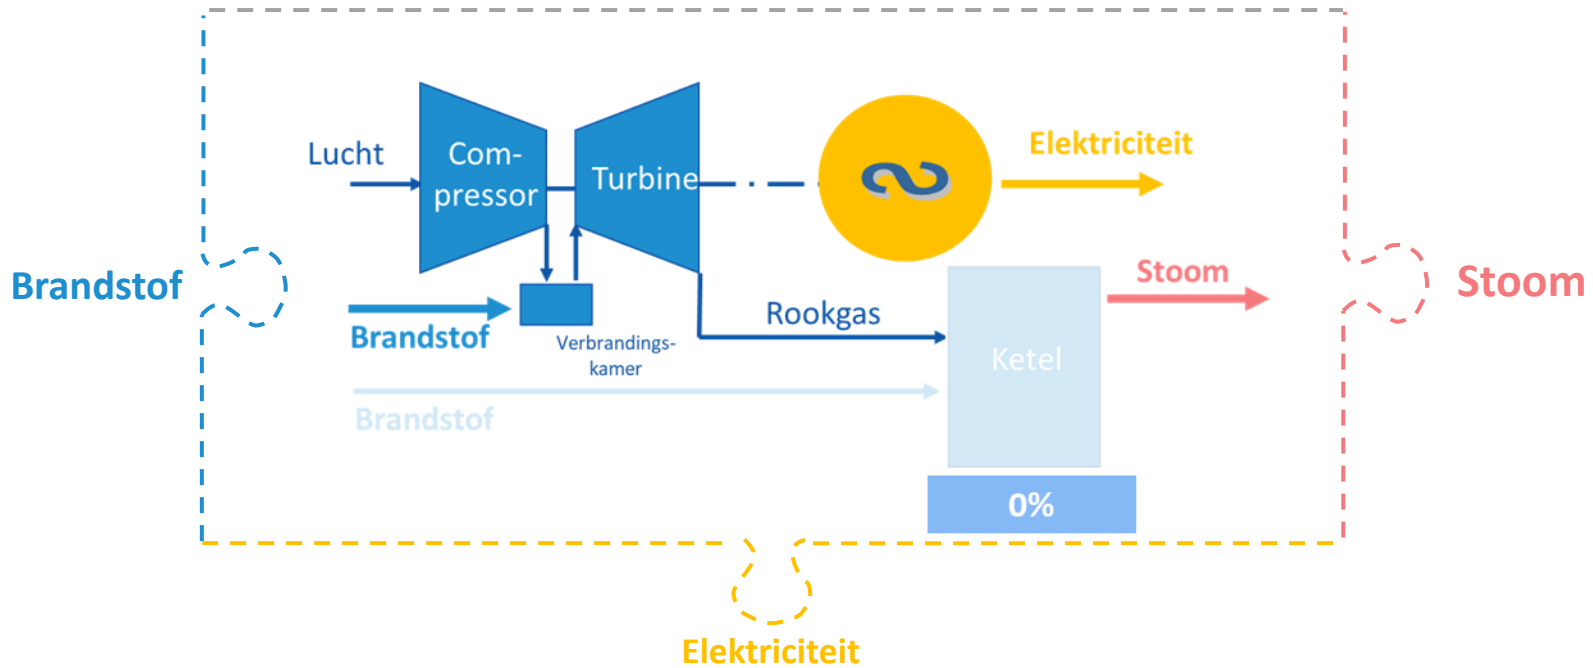 Lucht
Com-
pressor
Turbine
Elektriciteit
Brandstof
Stoom
Stoom
Brandstof
Rookgas
Verbrandings-
kamer
Ketel
Brandstof
0%
Elektriciteit